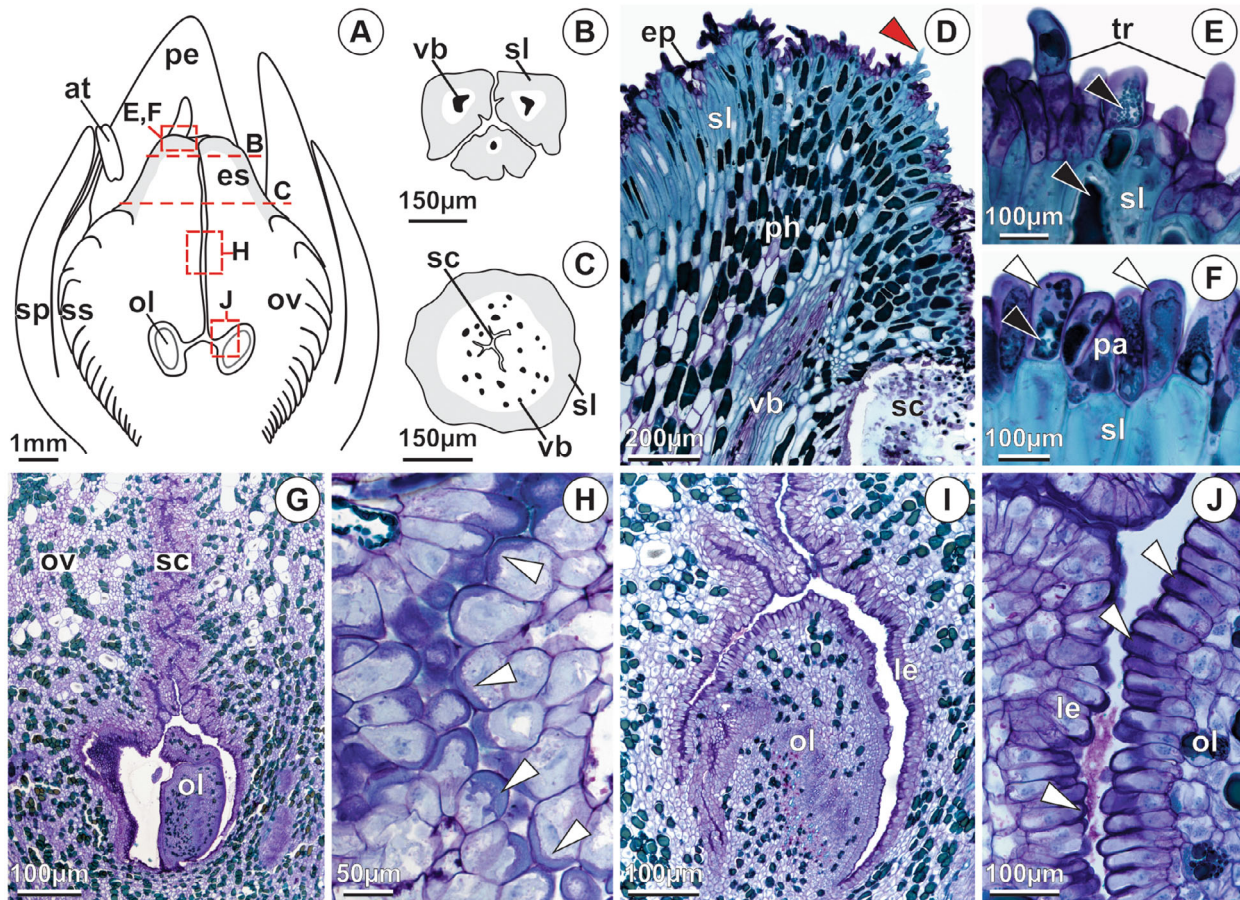 A
pe
at
E,F
B
es
C
H
sp
ss
ol
J
ov
1mm
B
vb
sl
150µm
C
sc
sl
vb
150µm
D
ep
sl
ph
vb
sc
200µm
E
tr
sl
100µm
F
pa
sl
100µm
G
ov
sc
ol
100µm
H
50µm
I
le
ol
100µm
J
le
ol
100µm